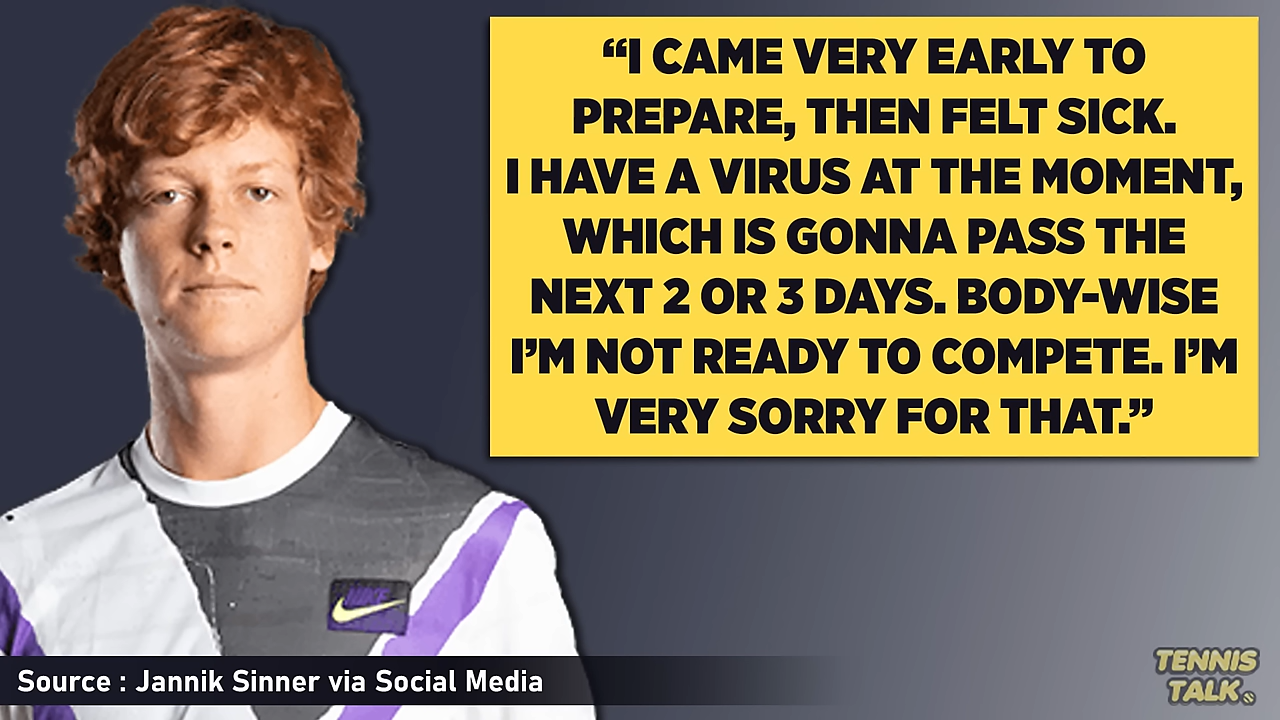 “I CAME VERY EARLY TO
PREPARE, THEN FELT SICK.
I HAVE A VIRUS AT THE MOMENT,
WHICH IS GONNA PASS THE
NEXT 2 OR 3 DAYS. BODY-WISE
I’M NOT READY TO COMPETE. I’M
VERY SORRY FOR THAT.”
NIKE
Source : Jannik Sinner via Social Media
TENNIS
TALK